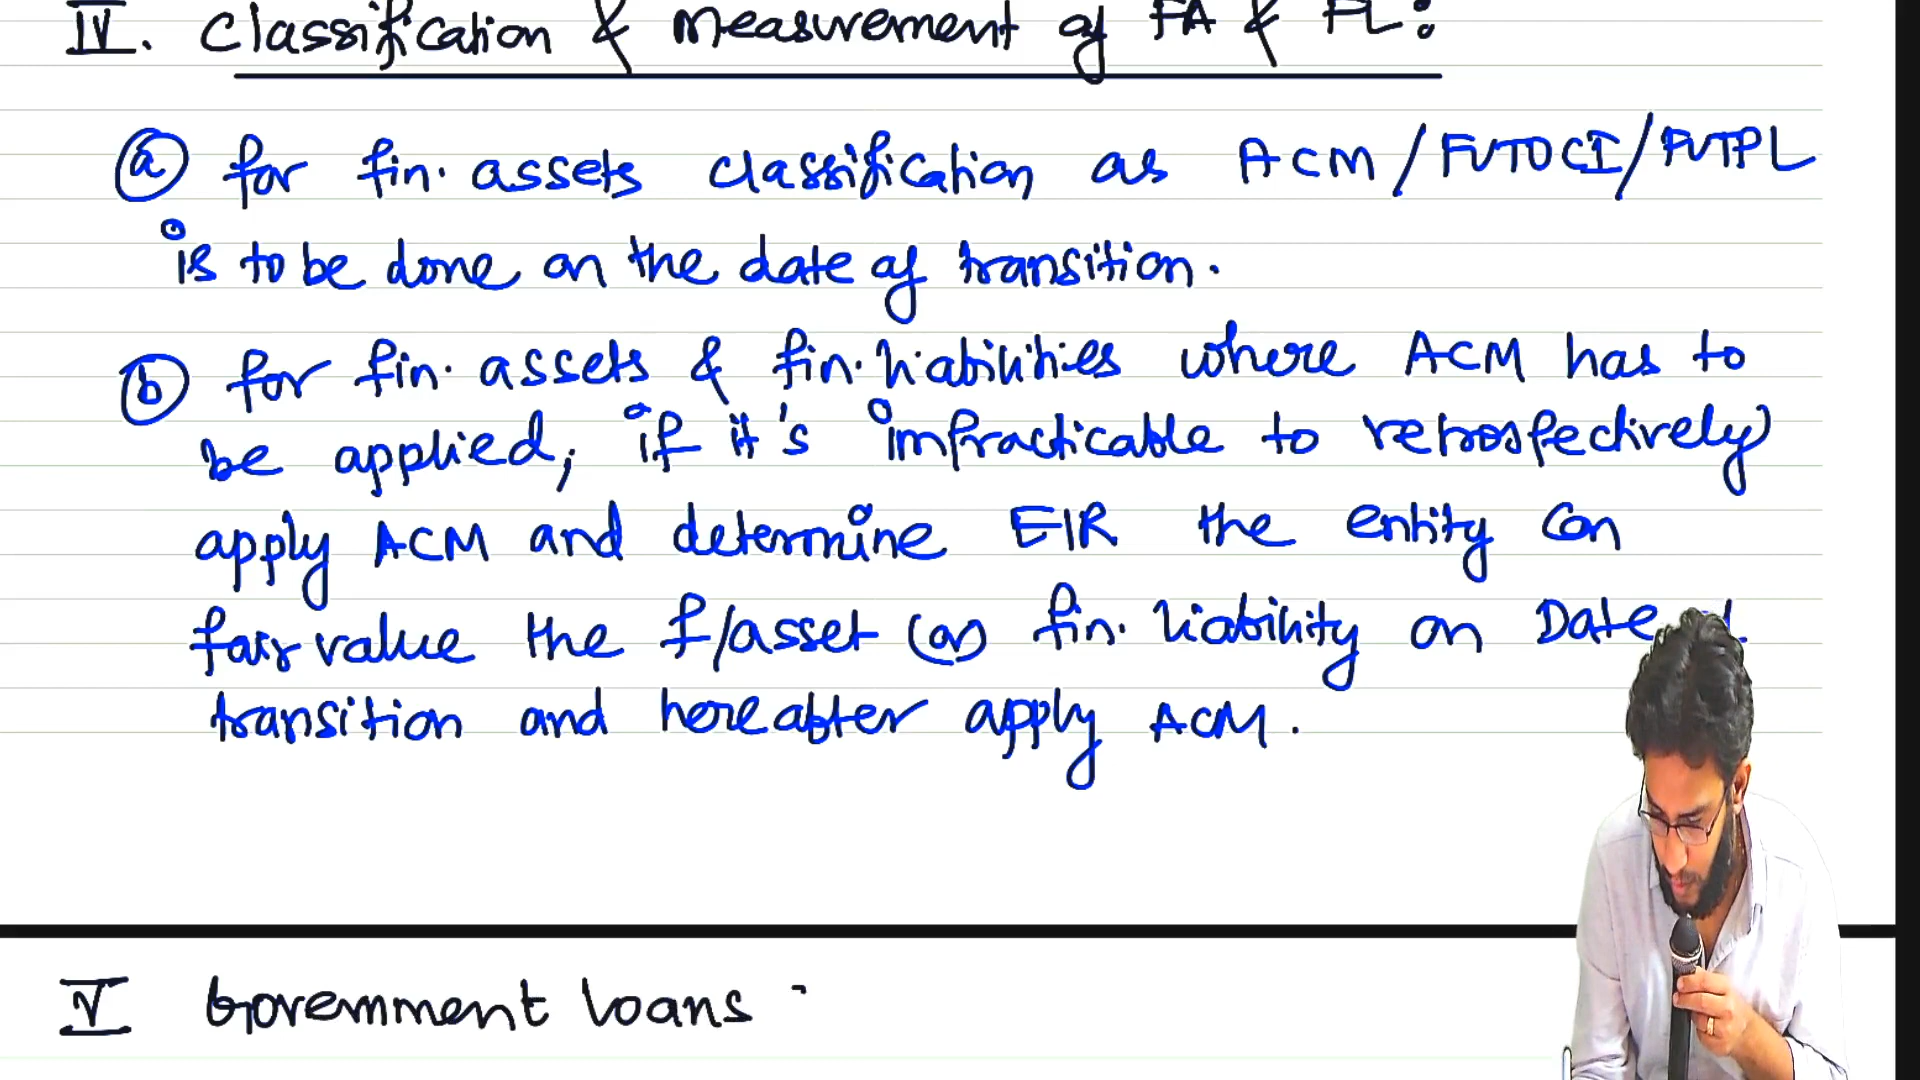 IV. Classification & Measurement of FA & FL:
(a) for fin. assets classification as ACM/FVTOCI/FVTPL
is to be done on the date of transition.
(b) for fin. assets & fin. liabilities where ACM has to
be applied, if it's impracticable to retrospectively
apply ACM and determine EIR the entity can
fair value the f/asset (or) fin. liability on Date
transition and hereafter apply ACM.
V Government loans :